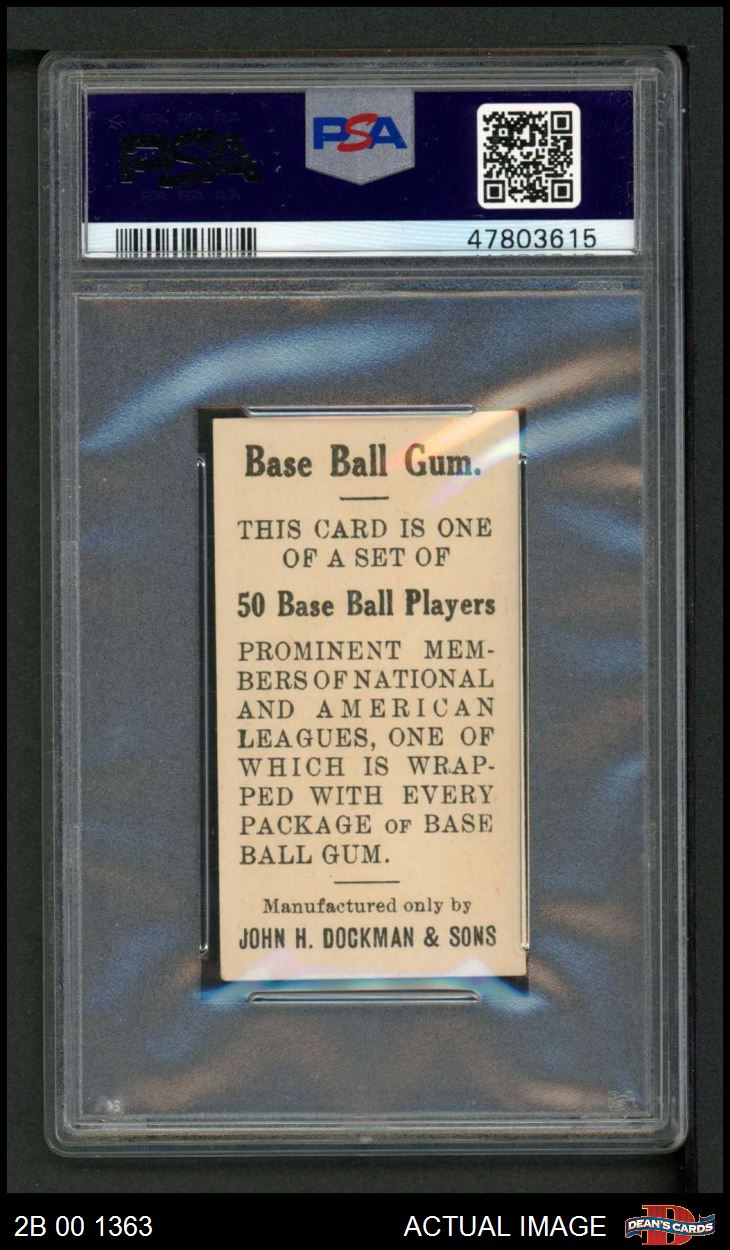 PSA
PSA
47803615
Base Ball Gum.
THIS CARD IS ONE
OF A SET OF
50 Base Ball Players
PROMINENT MEM-
BERS OF NATIONAL
AND AMERICAN
LEAGUES, ONE OF
WHICH IS WRAP-
PED WITH EVERY
PACKAGE OF BASE
BALL GUM.
Manufactured only by
JOHN H. DOCKMAN & SONS
2B 00 1363
ACTUAL IMAGE
DEAN'S CARDS